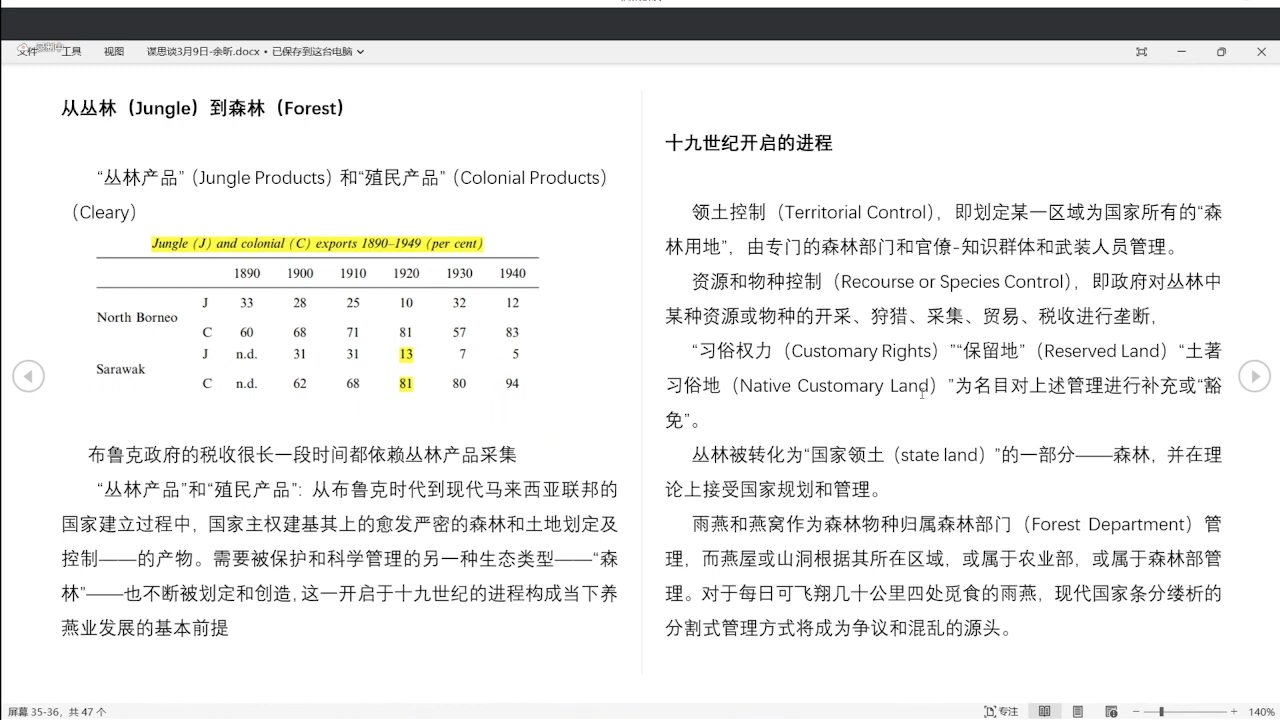 文件
工具
视图
谋思谈3月9日-余昕.docx • 已保存到这台电脑
从丛林（Jungle）到森林（Forest）
“丛林产品”（Jungle Products）和“殖民产品”（Colonial Products）
（Cleary）
Jungle (J) and colonial (C) exports 1890–1949 (per cent)
1890 1900 1910 1920 1930 1940
North Borneo
J 33 28 25 10 32 12
C 60 68 71 81 57 83
Sarawak
J n.d. 31 31 13 7 5
C n.d. 62 68 81 80 94
布鲁克政府的税收很长一段时间都依赖丛林产品采集
“丛林产品”和“殖民产品”：从布鲁克时代到现代马来西亚联邦的
国家建立过程中，国家主权建基其上的愈发严密的森林和土地划定及
控制——的产物。需要被保护和科学管理的另一种生态类型——“森
林”——也不断被划定和创造，这一开启于十九世纪的进程构成当下养
燕业发展的基本前提
十九世纪开启的进程
领土控制（Territorial Control），即划定某一区域为国家所有的“森
林用地”，由专门的森林部门和官僚-知识群体和武装人员管理。
资源和物种控制（Recourse or Species Control），即政府对丛林中
某种资源或物种的开采、狩猎、采集、贸易、税收进行垄断，
“习俗权力（Customary Rights）”“保留地”（Reserved Land）“土著
习俗地（Native Customary Land）”为名目对上述管理进行补充或“豁
免”。
丛林被转化为“国家领土（state land）”的一部分——森林，并在理
论上接受国家规划和管理。
雨燕和燕窝作为森林物种归属森林部门（Forest Department）管
理，而燕屋或山洞根据其所在区域，或属于农业部，或属于森林部管
理。对于每日可飞翔几十公里四处觅食的雨燕，现代国家条分缕析的
分割式管理方式将成为争议和混乱的源头。
屏幕 35-36，共 47 个
专注
140%